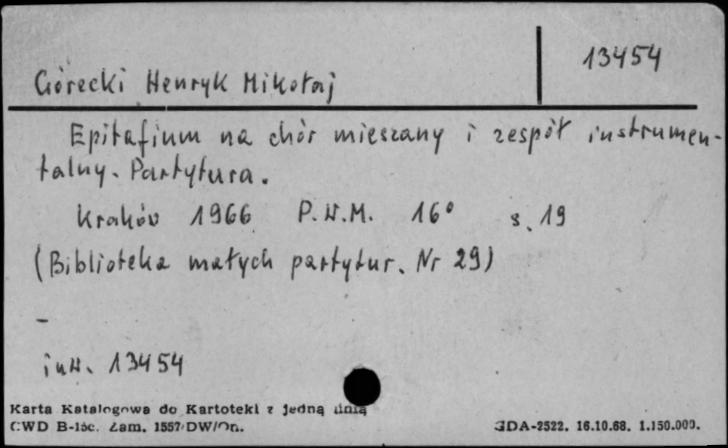 13454
Górecki Henryk Mikołaj
Epitafium na chór mieszany i zespół instrumen-
talny. Partytura.
Kraków 1966 P.W.M. 16° s. 19
(Biblioteka małych partytur. Nr 29)
-
inw. 13454
Karta Katalogowa do Kartoteki z jedną linią
CWD B-10c. Zam. 1557/DW/On. GDA-2522. 16.10.68. 1.150.000.